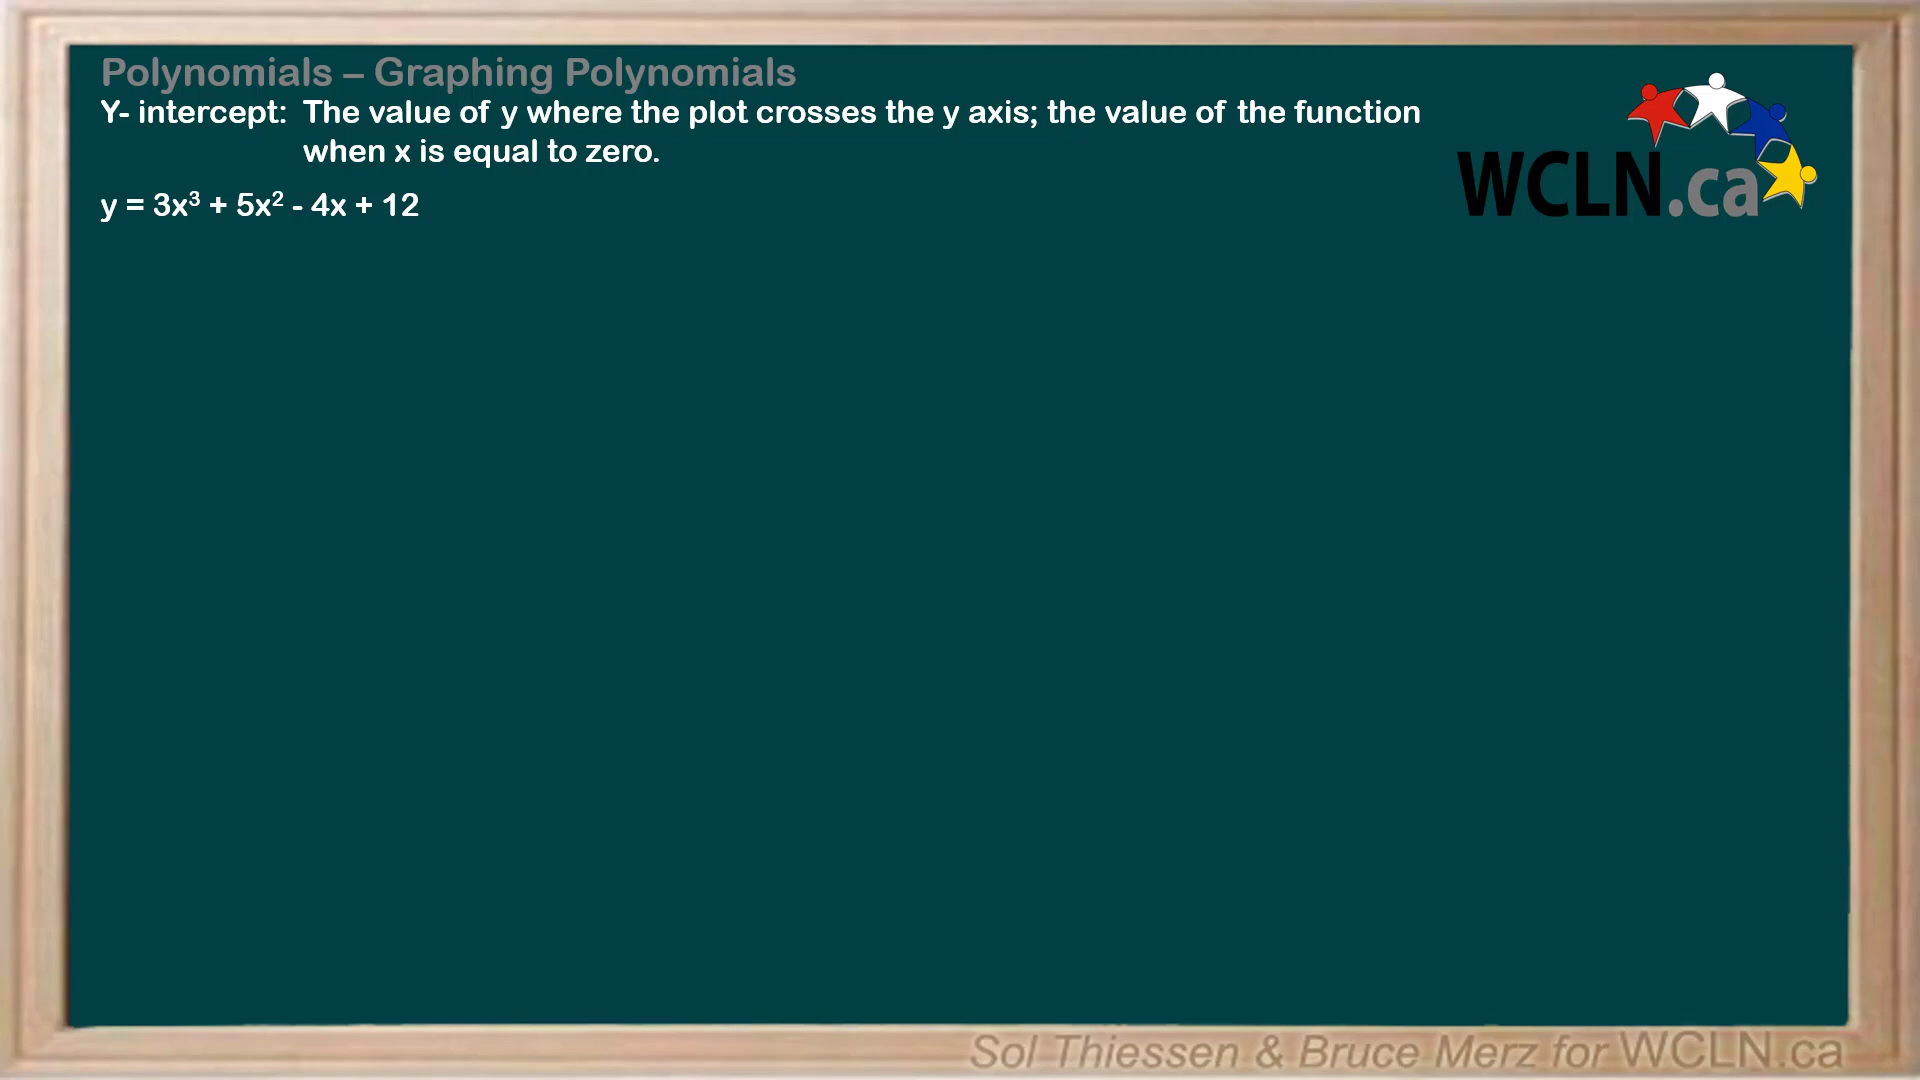 Polynomials – Graphing Polynomials
Y- intercept: The value of y where the plot crosses the y axis; the value of the function
when x is equal to zero.
y = 3x³ + 5x² - 4x + 12
WCLN.ca
Sol Thiessen & Bruce Merz for WCLN.ca